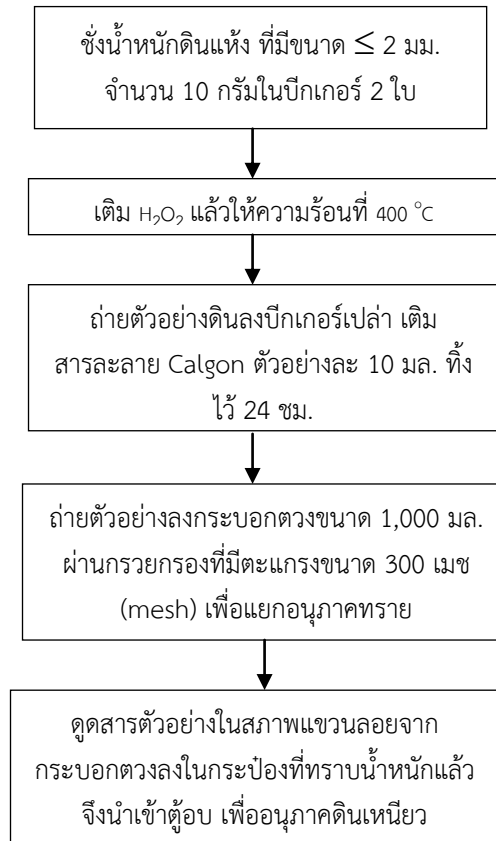 ชั่งน้ำหนักดินแห้ง ที่มีขนาด ≤ 2 มม.
จำนวน 10 กรัมในบีกเกอร์ 2 ใบ
เติม H₂O₂ แล้วให้ความร้อนที่ 400 °C
ถ่ายตัวอย่างดินลงบีกเกอร์เปล่า เติม
สารละลาย Calgon ตัวอย่างละ 10 มล. ทิ้ง
ไว้ 24 ชม.
ถ่ายตัวอย่างลงกระบอกตวงขนาด 1,000 มล.
ผ่านกรวยกรองที่มีตะแกรงขนาด 300 เมช
(mesh) เพื่อแยกอนุภาคทราย
ดูดสารตัวอย่างในสภาพแขวนลอยจาก
กระบอกตวงลงในกระป๋องที่ทราบน้ำหนักแล้ว
จึงนำเข้าตู้อบ เพื่ออนุภาคดินเหนียว